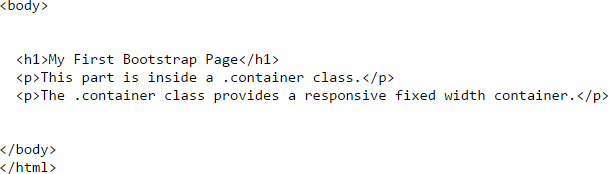 <body>
<h1>My First Bootstrap Page</h1>
<p>This part is inside a .container class.</p>
<p>The .container class provides a responsive fixed width container.</p>
</body>
</html>